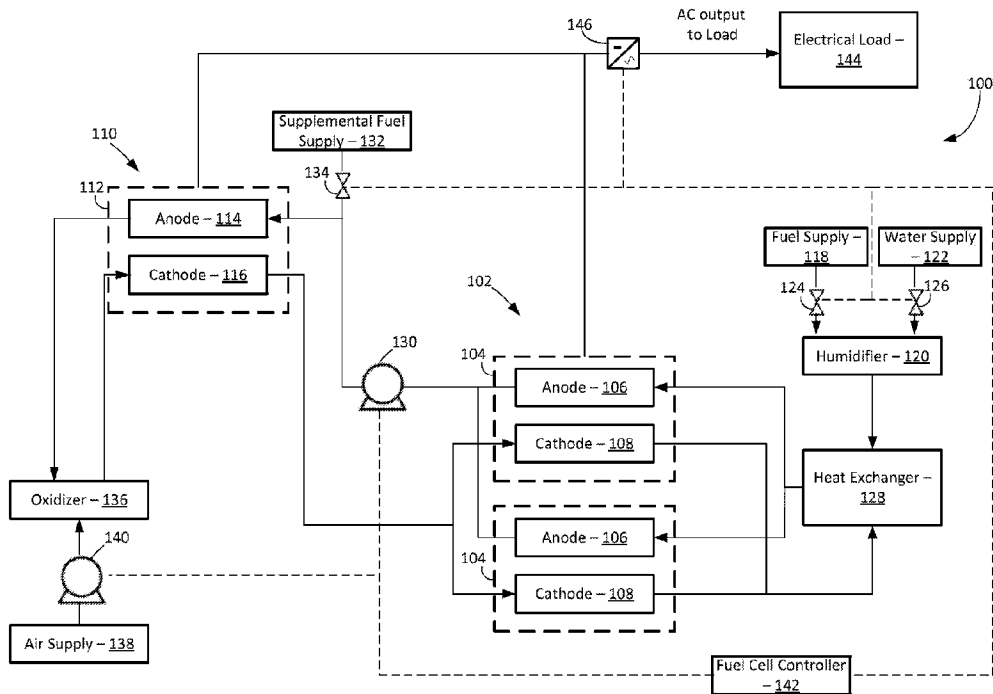 146
AC output
to Load
Electrical Load –
144
100
Supplemental Fuel
Supply – 132
110
134
112
Anode – 114
Fuel Supply –
118
Water Supply –
122
Cathode – 116
102
124
126
130
104
Humidifier – 120
Anode – 106
Cathode – 108
Heat Exchanger –
128
Oxidizer – 136
Anode – 106
140
104
Cathode – 108
Air Supply – 138
Fuel Cell Controller
– 142